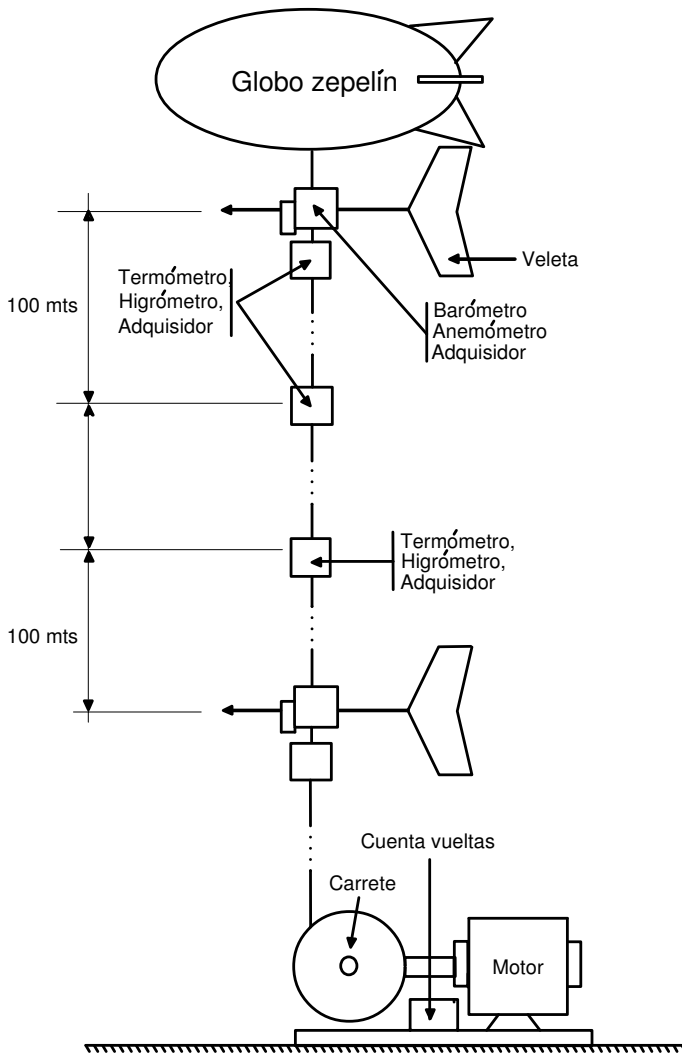 Globo zepelín
Veleta
Termómetro,
Higrómetro,
Adquisidor
100 mts
Barómetro
Anemómetro
Adquisidor
Termómetro,
Higrómetro,
Adquisidor
100 mts
Cuenta vueltas
Carrete
Motor